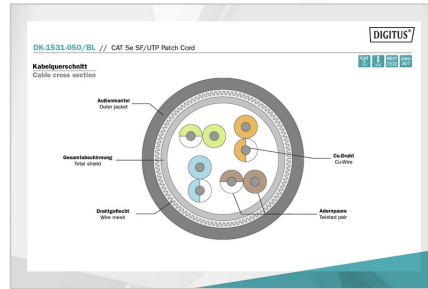 DIGITUS®
DK-1531-050/BL // CAT 5e SF/UTP Patch Cord
Kabelquerschnitt
Cable cross section
Außenmantel
Outer jacket
Gesamtabschirmung
Total shield
Cu-Draht
Cu-Wire
Drahtgeflecht
Wire mesh
Adernpaare
Twisted pair